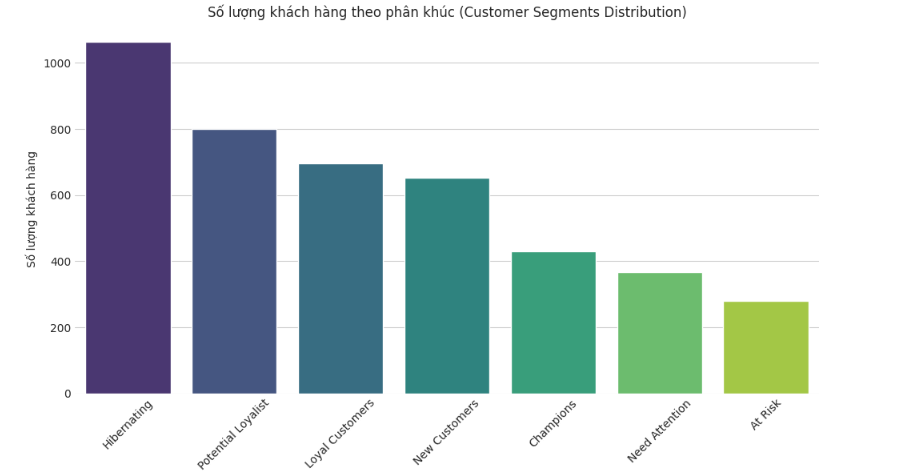 Số lượng khách hàng theo phân khúc (Customer Segments Distribution)
Số lượng khách hàng
1000
800
600
400
200
0
Hibernating
Potential Loyalist
Loyal Customers
New Customers
Champions
Need Attention
At Risk